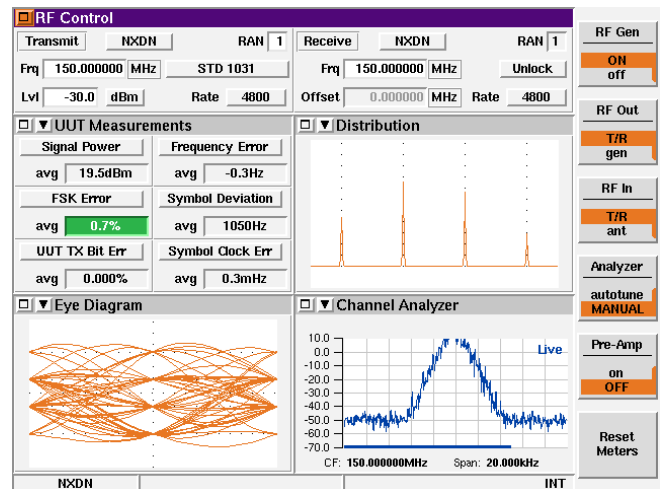 RF Control
Transmit NXDN RAN 1 Receive NXDN RAN 1
Frq 150.000000 MHz STD 1031 Frq 150.000000 MHz Unlock
Lvl -30.0 dBm Rate 4800 Offset 0.000000 MHz Rate 4800
UUT Measurements
Signal Power Frequency Error
avg 19.5dBm avg -0.3Hz
FSK Error Symbol Deviation
avg 0.7% avg 1050Hz
UUT TX Bit Err Symbol Clock Err
avg 0.000% avg 0.3mHz
Distribution
Eye Diagram
Channel Analyzer
10.0
0.0
-10.0
-20.0
-30.0
-40.0
-50.0
-60.0
-70.0
Live
CF: 150.000000MHz Span: 20.000kHz
NXDN INT
RF Gen
ON
off
RF Out
T/R
gen
RF In
T/R
ant
Analyzer
autotune
MANUAL
Pre-Amp
on
OFF
Reset
Meters